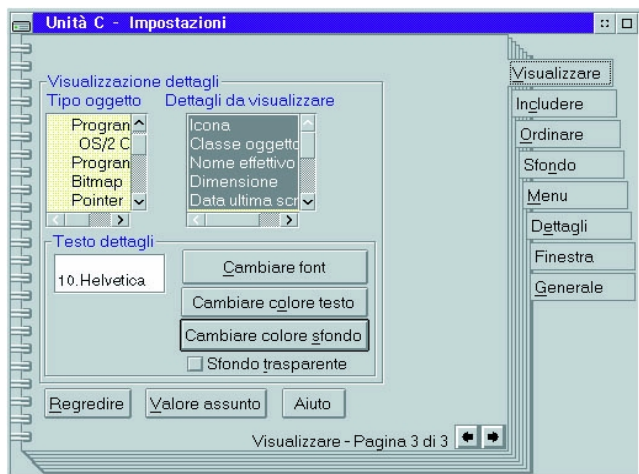 Unità C - Impostazioni
Visualizzazione dettagli
Tipo oggetto Dettagli da visualizzare
Program
OS/2 C
Program
Bitmap
Pointer
Icona
Classe oggetto
Nome effettivo
Dimensione
Data ultima scr
Testo dettagli
10.Helvetica
Cambiare font
Cambiare colore testo
Cambiare colore sfondo
Sfondo trasparente
Regredire Valore assunto Aiuto
Visualizzare - Pagina 3 di 3
Visualizzare
Includere
Ordinare
Sfondo
Menu
Dettagli
Finestra
Generale